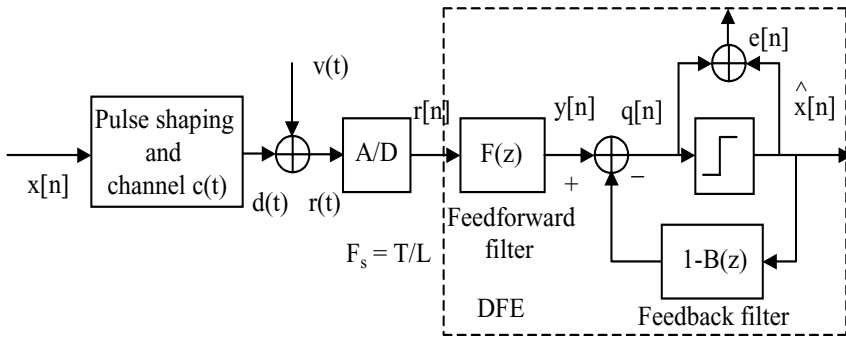 e[n]
v(t)
r[n]
y[n]
q[n]
^
x[n]
Pulse shaping
and
channel c(t)
A/D
F(z)
x[n]
d(t)
r(t)
+
−
Feedforward
filter
F_s = T/L
1-B(z)
DFE
Feedback filter